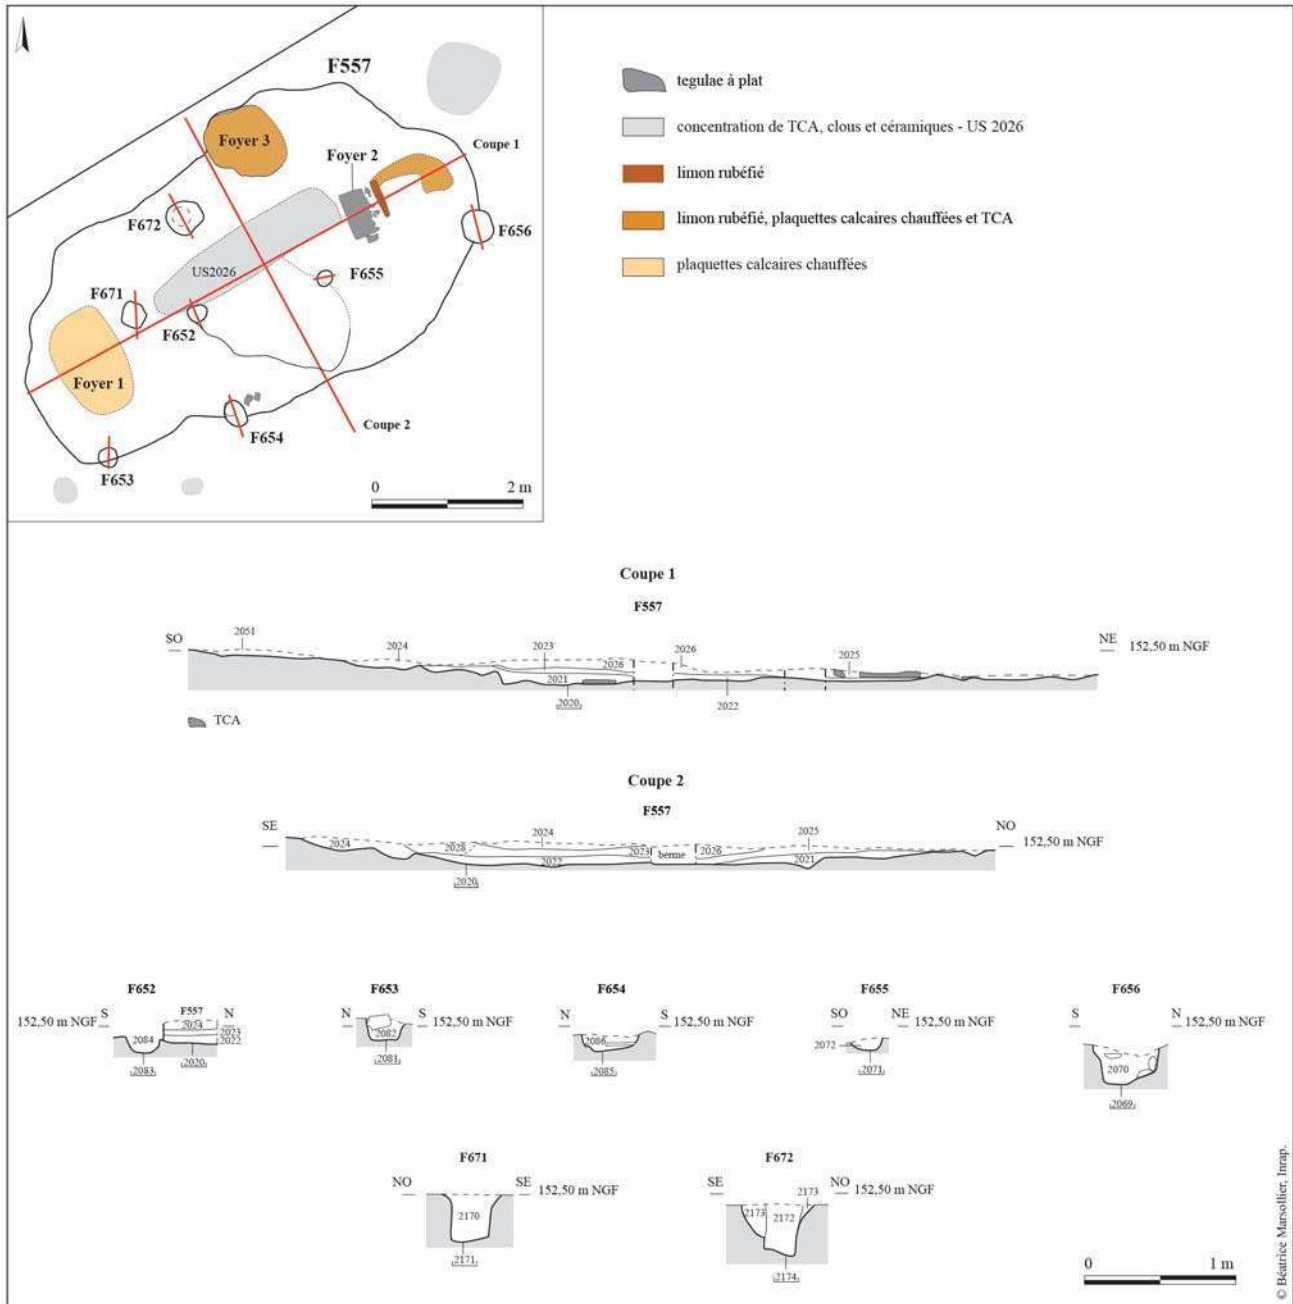 F557
Foyer 3
Coupe 1
Foyer 2
F672
F656
US2026
F655
F671
F652
Foyer 1
Coupe 2
F654
F653
0 2 m
tegulae à plat
concentration de TCA, clous et céramiques - US 2026
limon rubéfié
limon rubéfié, plaquettes calcaires chauffées et TCA
plaquettes calcaires chauffées
Coupe 1
F557
SO 2051 2024 2023 2026 2026 2025 NE 152,50 m NGF
2021
2020 2022
TCA
Coupe 2
F557
SE NO
2024 2025
152,50 m NGF
2024 2028 2022 2023 berme 2026 2021
2020
F652
F557
152,50 m NGF S N
2024
2084 2023
2022
2083 2020
F653
N S 152,50 m NGF
2082
2081
F654
N S 152,50 m NGF
2086
2085
F655
SO NE 152,50 m NGF
2072
2071
F656
S N 152,50 m NGF
2070
2069
F671
NO SE 152,50 m NGF
2170
2171
F672
SE NO 152,50 m NGF
2173
2173 2172
2174
0 1 m
© Béatrice Marsollier, Inrap.